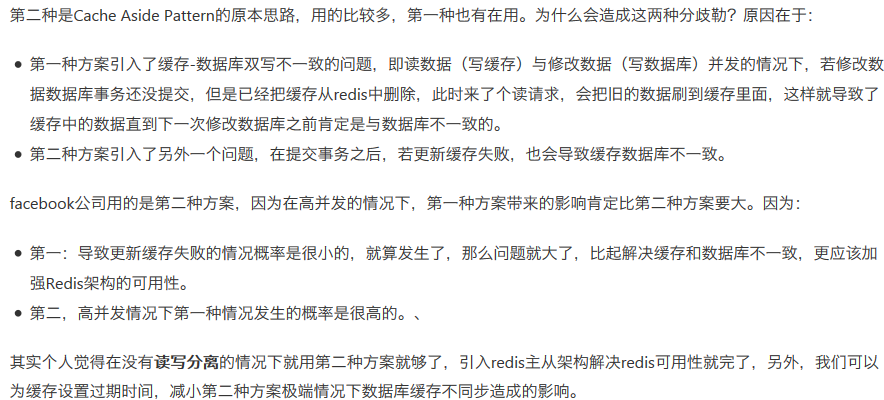 第二种是Cache Aside Pattern的原本思路，用的比较多，第一种也有在用。为什么会造成这两种分歧勒？原因在于：
第一种方案引入了缓存-数据库双写不一致的问题，即读数据（写缓存）与修改数据（写数据库）并发的情况下，若修改数
据数据库事务还没提交，但是已经把缓存从redis中删除，此时来了个读请求，会把旧的数据刷到缓存里面，这样就导致了
缓存中的数据直到下一次修改数据库之前肯定是与数据库不一致的。
第二种方案引入了另外一个问题，在提交事务之后，若更新缓存失败，也会导致缓存数据库不一致。
facebook公司用的是第二种方案，因为在高并发的情况下，第一种方案带来的影响肯定比第二种方案要大。因为：
第一：导致更新缓存失败的情况概率是很小的，就算发生了，那么问题就大了，比起解决缓存和数据库不一致，更应该加
强Redis架构的可用性。
第二，高并发情况下第一种情况发生的概率是很高的。、
其实个人觉得在没有读写分离的情况下就用第二种方案就够了，引入redis主从架构解决redis可用性就完了，另外，我们可以
为缓存设置过期时间，减小第二种方案极端情况下数据库缓存不同步造成的影响。